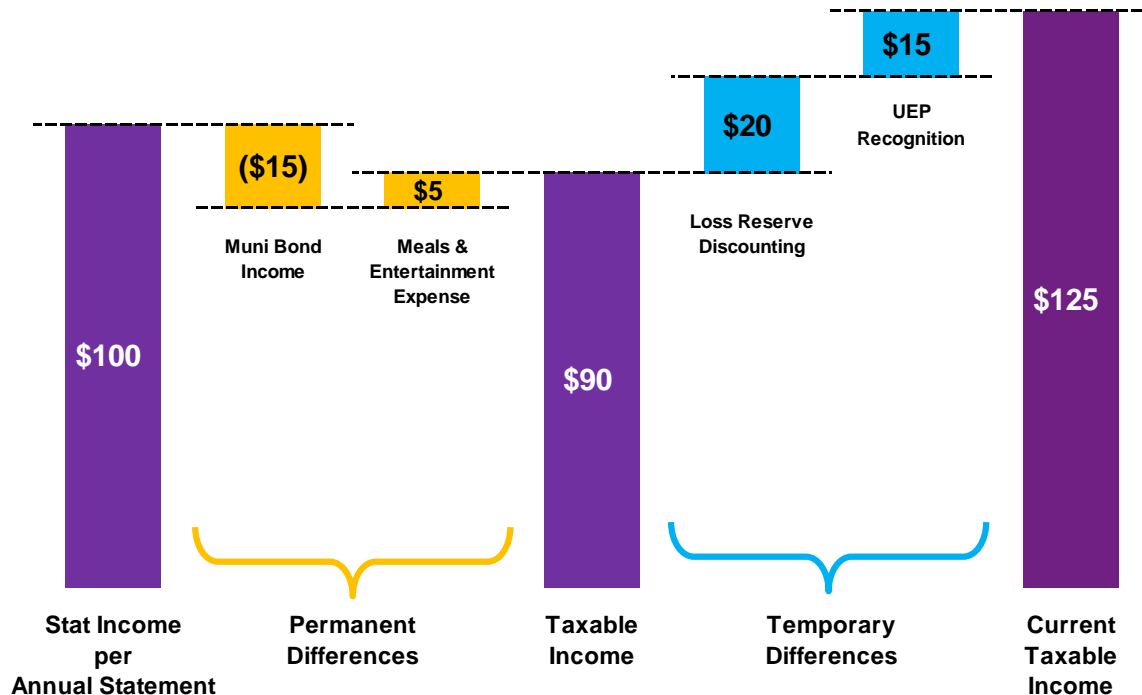 $15
UEP
Recognition
$20
($15)
$5
Loss Reserve
Discounting
Muni Bond
Income
Meals &
Entertainment
Expense
$100
$90
$125
Stat Income
per
Annual Statement
Permanent
Differences
Taxable
Income
Temporary
Differences
Current
Taxable
Income